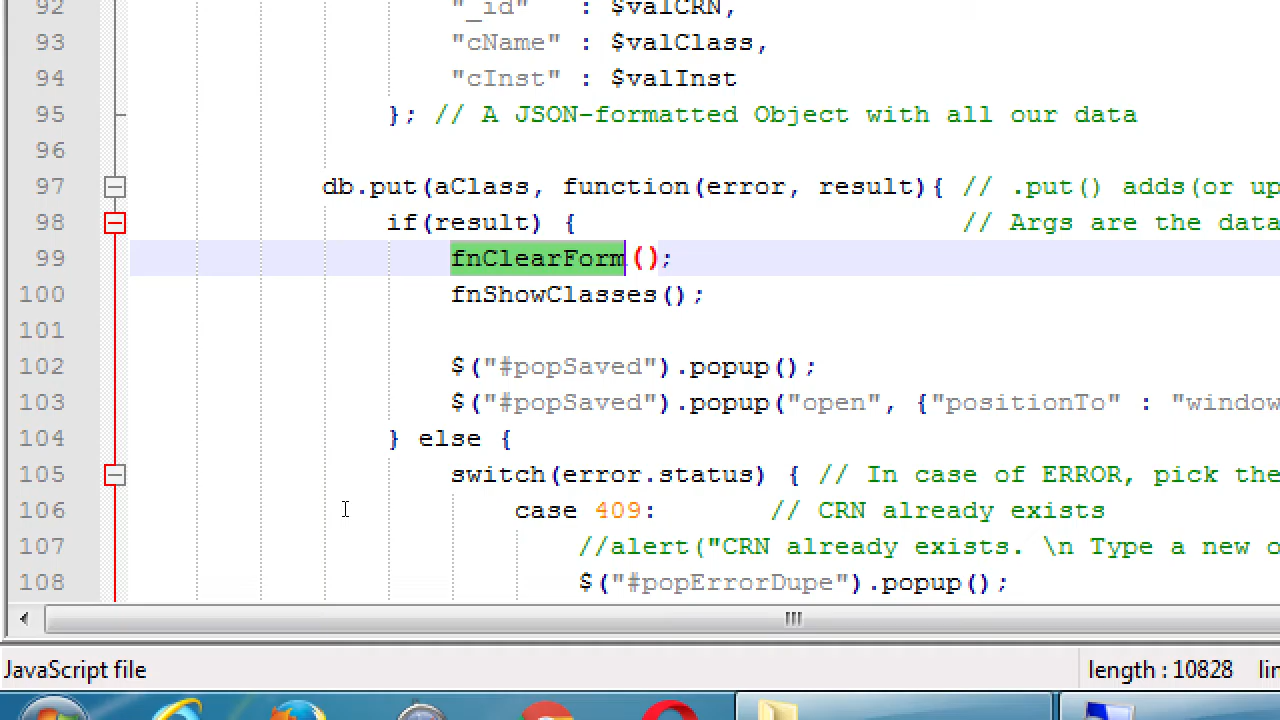 92 "_id" : $valCRN,
93 "cName" : $valClass,
94 "cInst" : $valInst
95 }; // A JSON-formatted Object with all our data
96
97 db.put(aClass, function(error, result){ // .put() adds(or up
98 if(result) { // Args are the data
99 fnClearForm();
100 fnShowClasses();
101
102 $("#popSaved").popup();
103 $("#popSaved").popup("open", {"positionTo" : "window
104 } else {
105 switch(error.status) { // In case of ERROR, pick the
106 case 409: // CRN already exists
107 //alert("CRN already exists. \n Type a new
108 $("#popErrorDupe").popup();
JavaScript file length : 10828